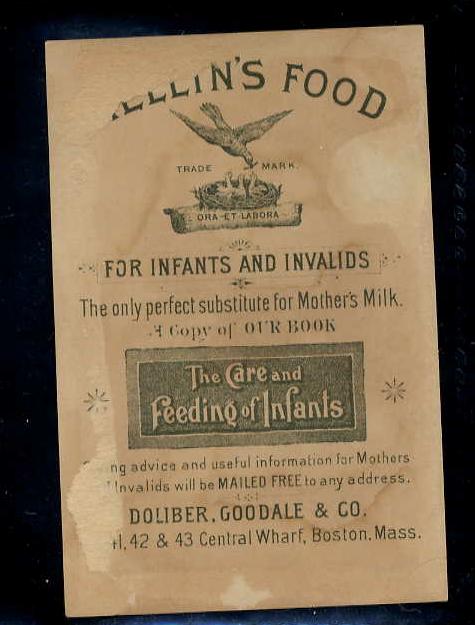 ELLIN'S FOOD
TRADE MARK.
ORA-ET-LABORA
FOR INFANTS AND INVALIDS
The only perfect substitute for Mother's Milk.
A Copy of OUR BOOK
The Care and
Feeding of Infants
ng advice and useful information for Mothers
Invalids will be MAILED FREE to any address.
DOLIBER, GOODALE & CO.
41, 42 & 43 Central Wharf, Boston. Mass.